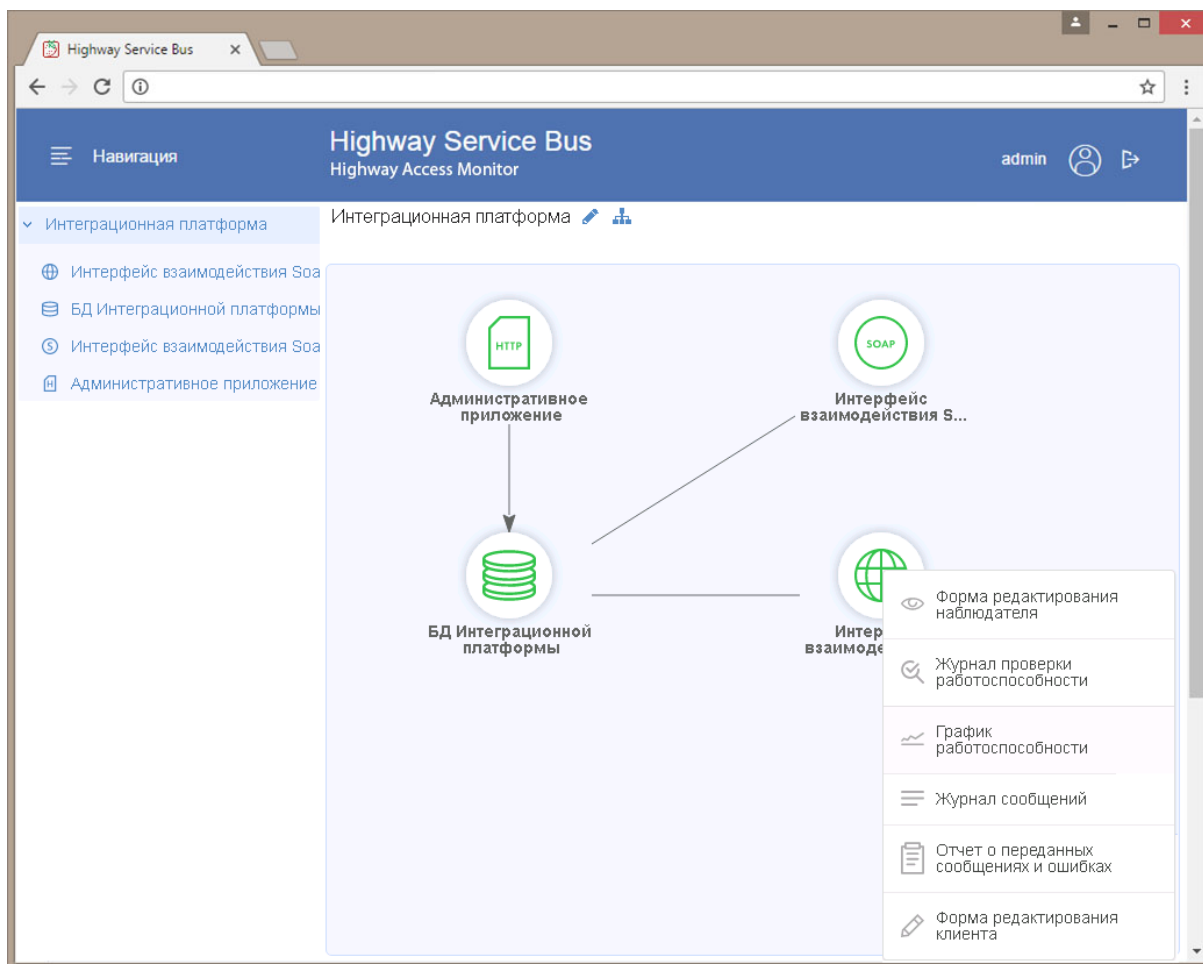 Highway Service Bus
Навигация
Highway Service Bus
Highway Access Monitor
admin
Интеграционная платформа
Интерфейс взаимодействия Soa
БД Интеграционной платформы
Интерфейс взаимодействия Soa
Административное приложение
Интеграционная платформа
HTTP
Административное
приложение
SOAP
Интерфейс
взаимодействия S...
БД Интеграционной
платформы
Интер
взаимоде
Форма редактирования
наблюдателя
Журнал проверки
работоспособности
График
работоспособности
Журнал сообщений
Отчет о переданных
сообщениях и ошибках
Форма редактирования
клиента